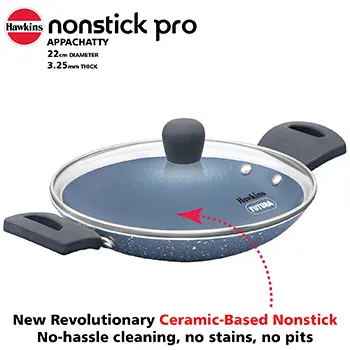 Hawkins
nonstick pro
APPACHATTY
22cm DIAMETER
3.25mm THICK
Hawkins
FUTURA
New Revolutionary Ceramic-Based Nonstick
No-hassle cleaning, no stains, no pits